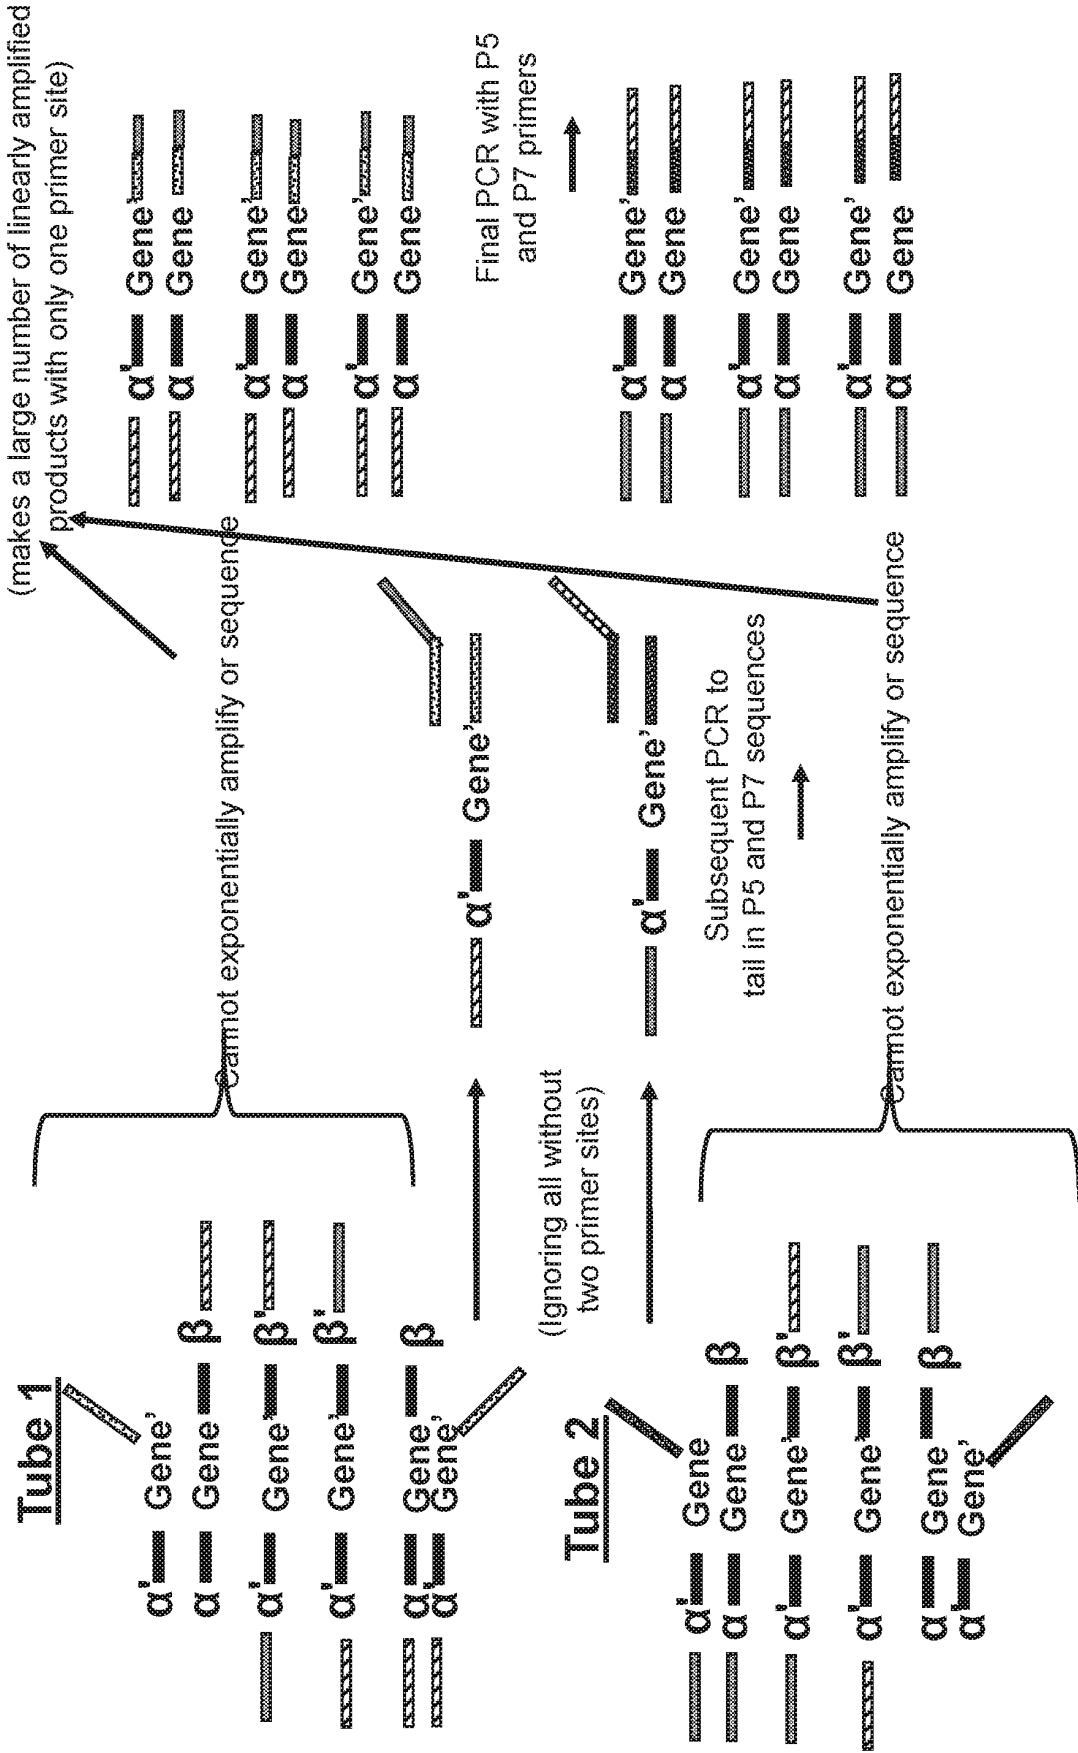 Tube 1
α' Gene'
α Gene β
α' Gene' β'
α' Gene' β'
α Gene β
α' Gene'
Cannot exponentially amplify or sequence
(makes a large number of linearly amplified
products with only one primer site)
(Ignoring all without
two primer sites)
α' Gene'
α' Gene'
Subsequent PCR to
tail in P5 and P7 sequences
α' Gene'
α Gene
α' Gene'
α Gene
α' Gene'
α Gene
Final PCR with P5
and P7 primers
Tube 2
α' Gene
α Gene β
α' Gene' β'
α' Gene' β'
α Gene β
α' Gene'
Cannot exponentially amplify or sequence
α' Gene'
α Gene
α' Gene'
α Gene
α' Gene'
α Gene